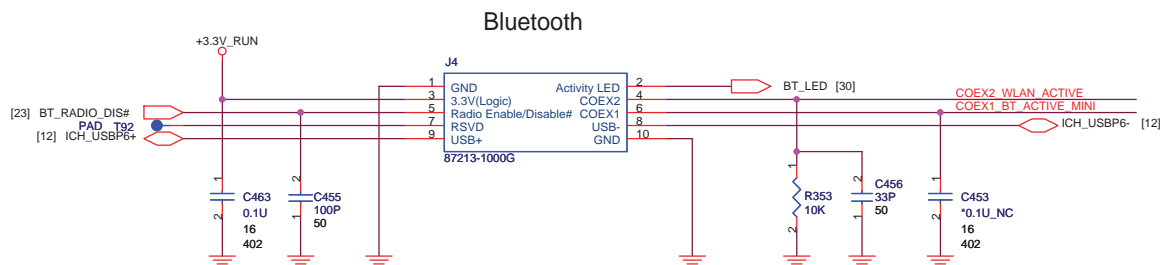 Bluetooth
+3.3V_RUN
J4
1 GND Activity LED 2 BT_LED [30]
3 3.3V(Logic) COEX2 4 COEX2_WLAN_ACTIVE
[23] BT_RADIO_DIS# 5 Radio Enable/Disable# COEX1 6 COEX1_BT_ACTIVE_MINI
PAD T92 7 RSVD USB- 8 ICH_USBP6- [12]
[12] ICH_USBP6+ 9 USB+ GND 10
87213-1000G
1 2 1 2
C463 C455 R353 C456 C453
0.1U 100P 10K 33P *0.1U_NC
16 50 50 16
2 1 2 1 2
402 402